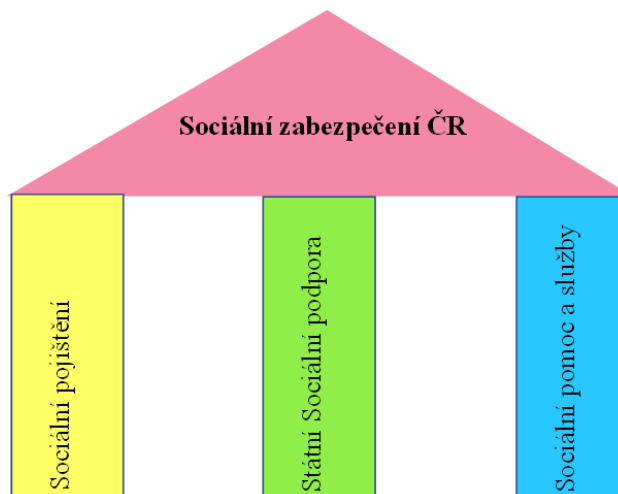 Sociální zabezpečení ČR
Sociální pojištění
Státní Sociální podpora
Sociální pomoc a služby